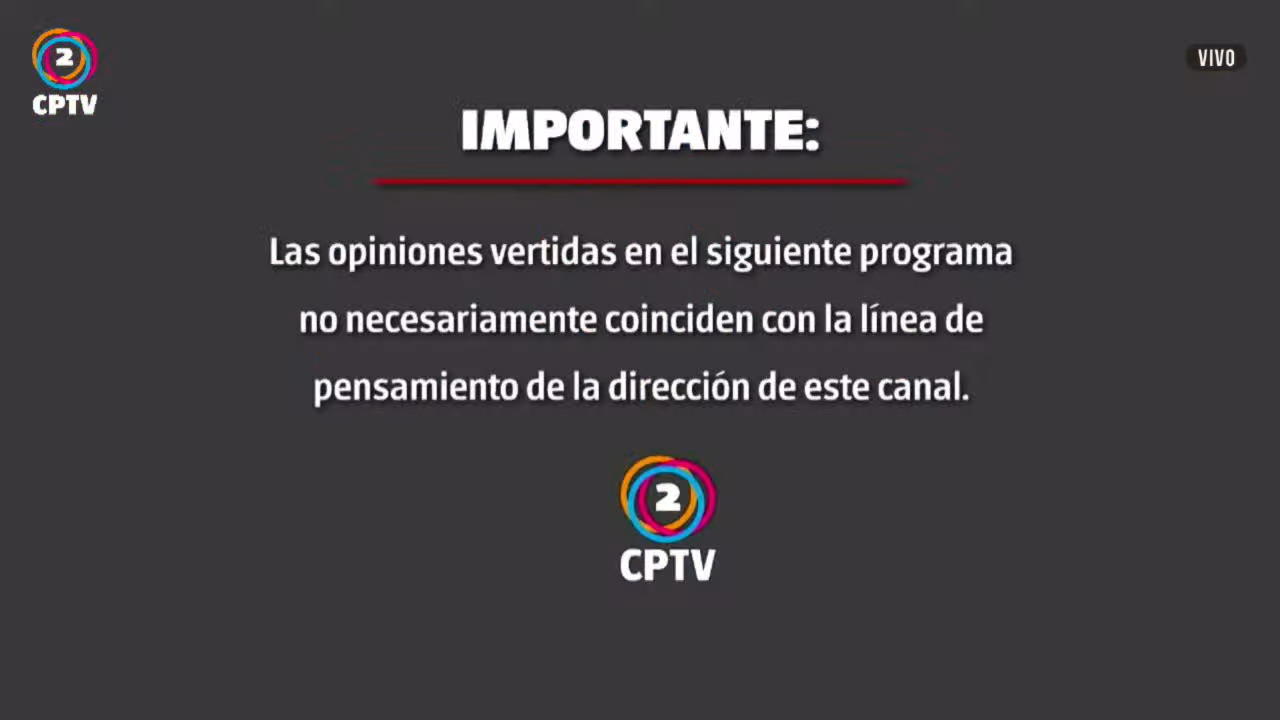 2
CPTV
VIVO
IMPORTANTE:
Las opiniones vertidas en el siguiente programa
no necesariamente coinciden con la línea de
pensamiento de la dirección de este canal.
2
CPTV